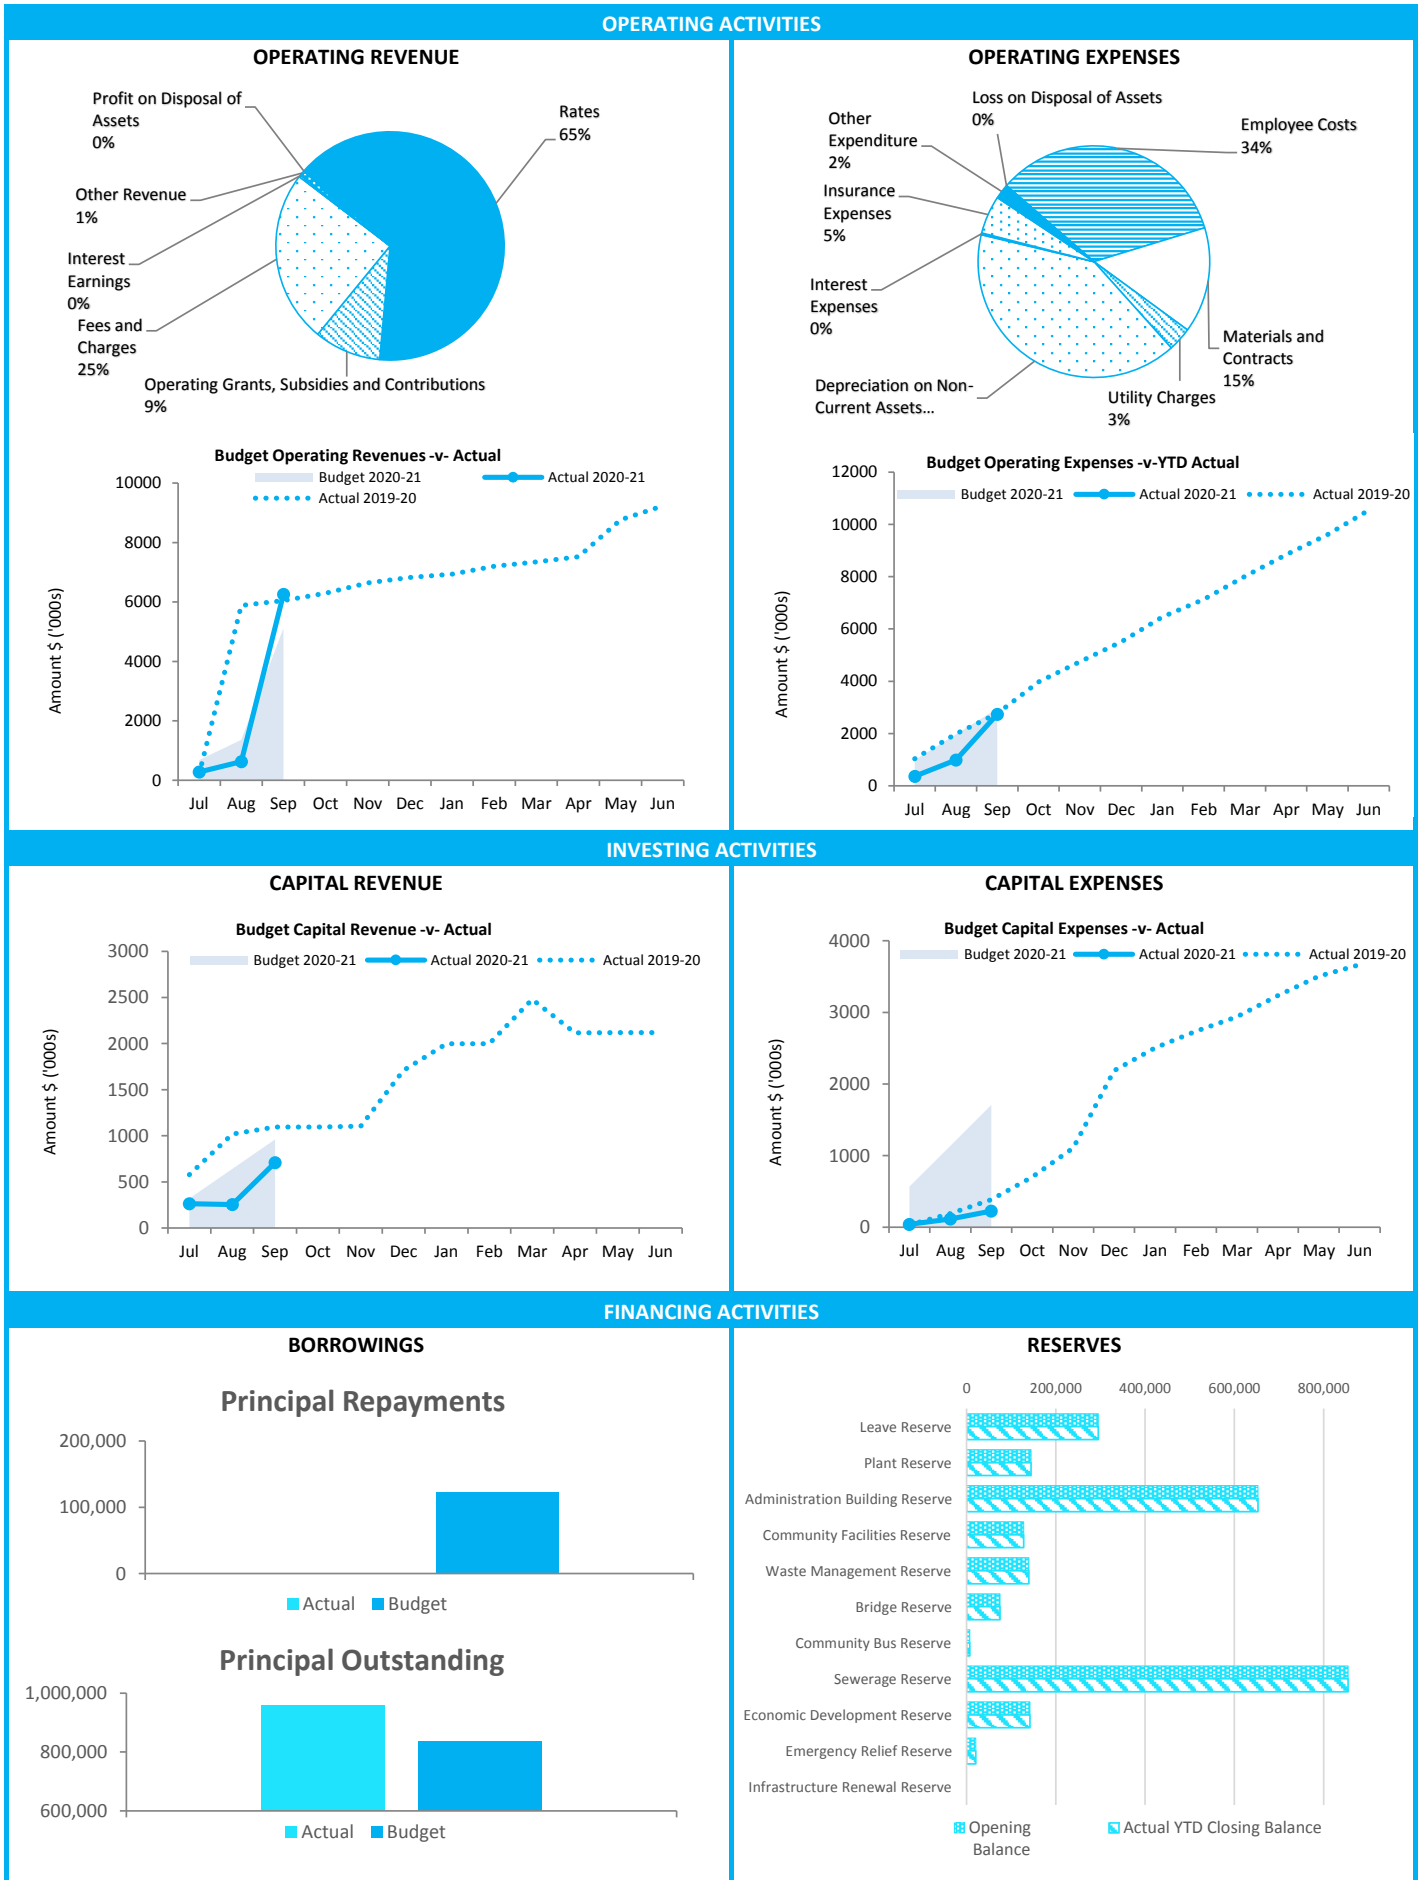 OPERATING ACTIVITIES
OPERATING REVENUE
Profit on Disposal of
Assets
0%
Rates
65%
Other Revenue
1%
Interest
Earnings
0%
Fees and
Charges
25%
Operating Grants, Subsidies and Contributions
9%
OPERATING EXPENSES
Loss on Disposal of Assets
0%
Other
Expenditure
2%
Employee Costs
34%
Insurance
Expenses
5%
Interest
Expenses
0%
Materials and
Contracts
15%
Depreciation on Non-
Current Assets...
Utility Charges
3%
Budget Operating Revenues -v- Actual
Budget 2020-21
Actual 2020-21
Actual 2019-20
Amount $ ('000s)
10000
8000
6000
4000
2000
0
Jul Aug Sep Oct Nov Dec Jan Feb Mar Apr May Jun
Budget Operating Expenses -v-YTD Actual
Budget 2020-21 Actual 2020-21 Actual 2019-20
Amount $ ('000s)
12000
10000
8000
6000
4000
2000
0
Jul Aug Sep Oct Nov Dec Jan Feb Mar Apr May Jun
INVESTING ACTIVITIES
CAPITAL REVENUE
Budget Capital Revenue -v- Actual
Budget 2020-21 Actual 2020-21 Actual 2019-20
Amount $ ('000s)
3000
2500
2000
1500
1000
500
0
Jul Aug Sep Oct Nov Dec Jan Feb Mar Apr May Jun
CAPITAL EXPENSES
Budget Capital Expenses -v- Actual
Budget 2020-21 Actual 2020-21 Actual 2019-20
Amount $ ('000s)
4000
3000
2000
1000
0
Jul Aug Sep Oct Nov Dec Jan Feb Mar Apr May Jun
FINANCING ACTIVITIES
BORROWINGS
Principal Repayments
200,000
100,000
0
Actual Budget
Principal Outstanding
1,000,000
800,000
600,000
Actual Budget
RESERVES
0 200,000 400,000 600,000 800,000
Leave Reserve
Plant Reserve
Administration Building Reserve
Community Facilities Reserve
Waste Management Reserve
Bridge Reserve
Community Bus Reserve
Sewerage Reserve
Economic Development Reserve
Emergency Relief Reserve
Infrastructure Renewal Reserve
Opening
Balance
Actual YTD Closing Balance